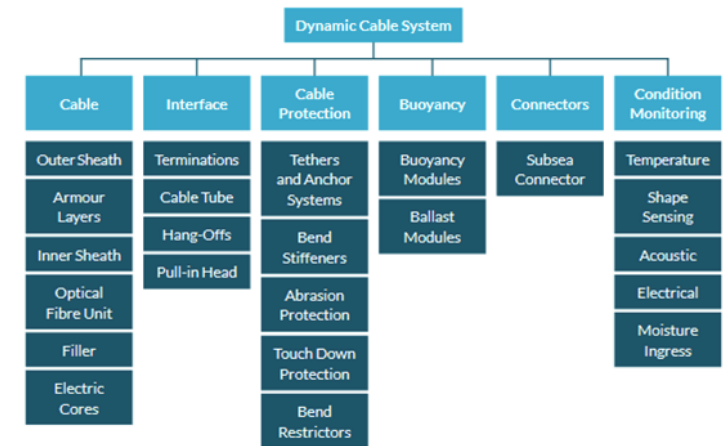 Dynamic Cable System
Cable
Outer Sheath
Armour
Layers
Inner Sheath
Optical
Fibre Unit
Filler
Electric
Cores
Interface
Terminations
Cable Tube
Hang-Offs
Pull-in Head
Cable
Protection
Tethers
and Anchor
Systems
Bend
Stiffeners
Abrasion
Protection
Touch Down
Protection
Bend
Restrictors
Buoyancy
Buoyancy
Modules
Ballast
Modules
Connectors
Subsea
Connector
Condition
Monitoring
Temperature
Shape
Sensing
Acoustic
Electrical
Moisture
Ingress